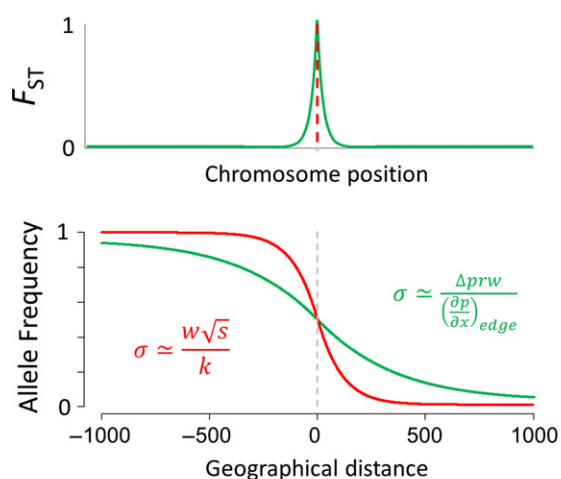 1
F_ST
0
Chromosome position
1
Allele Frequency
0
σ ≃ w√s / k
σ ≃ Δprw / (∂p/∂x)_edge
−1000 −500 0 500 1000
Geographical distance